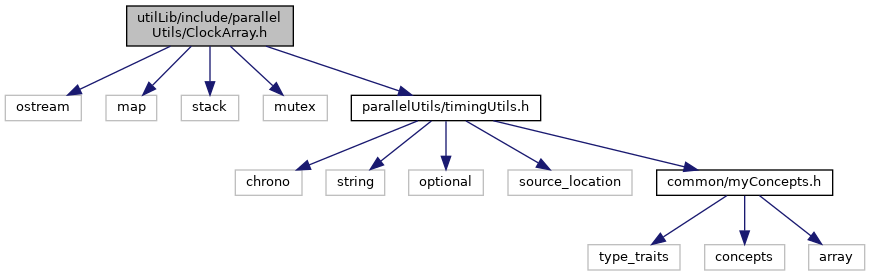 utilLib/include/parallel
Utils/ClockArray.h
ostream
map
stack
mutex
parallelUtils/timingUtils.h
chrono
string
optional
source_location
common/myConcepts.h
type_traits
concepts
array